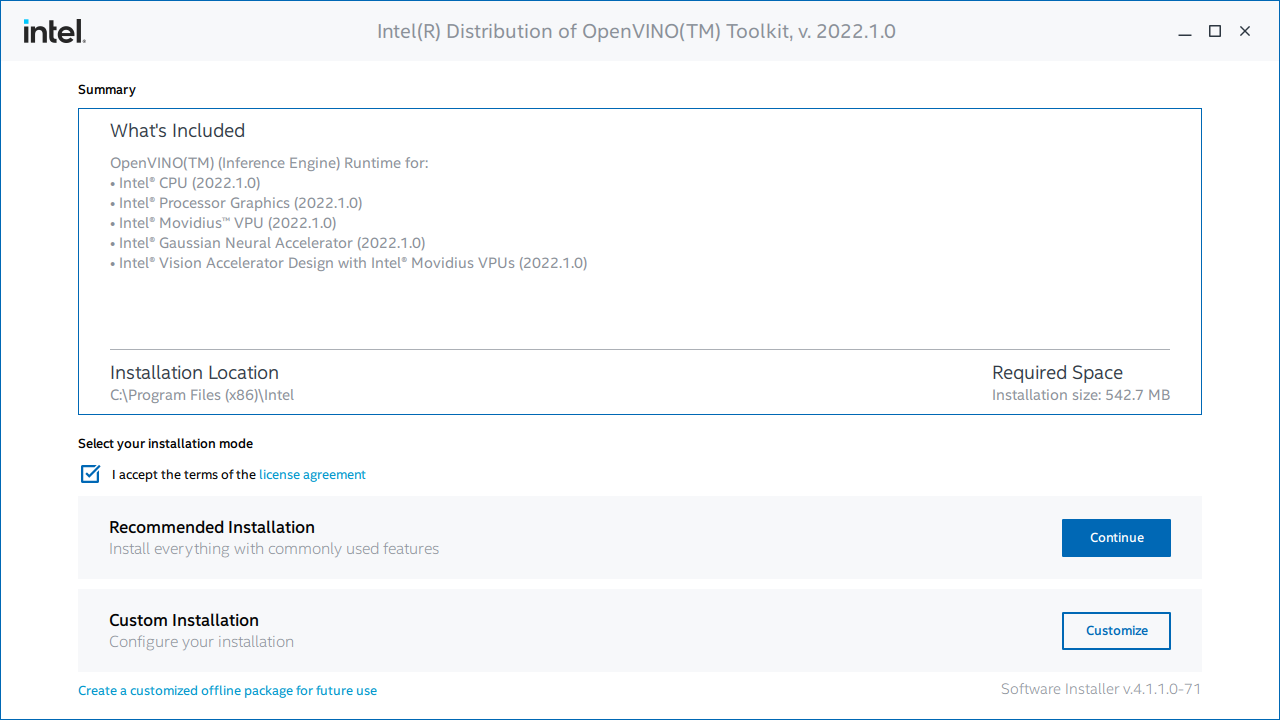 intel.
Intel(R) Distribution of OpenVINO(TM) Toolkit, v. 2022.1.0
Summary
What's Included
OpenVINO(TM) (Inference Engine) Runtime for:
• Intel® CPU (2022.1.0)
• Intel® Processor Graphics (2022.1.0)
• Intel® Movidius™ VPU (2022.1.0)
• Intel® Gaussian Neural Accelerator (2022.1.0)
• Intel® Vision Accelerator Design with Intel® Movidius VPUs (2022.1.0)
Installation Location
C:\Program Files (x86)\Intel
Required Space
Installation size: 542.7 MB
Select your installation mode
I accept the terms of the license agreement
Recommended Installation
Install everything with commonly used features
Continue
Custom Installation
Configure your installation
Customize
Create a customized offline package for future use
Software Installer v.4.1.1.0-71